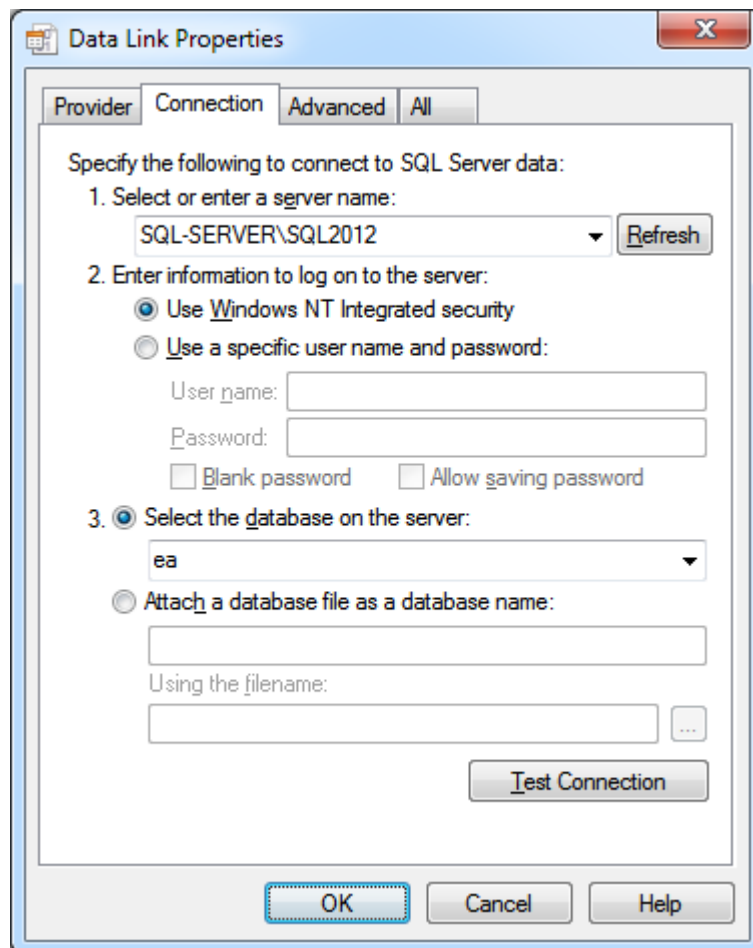 Data Link Properties
Provider Connection Advanced All
Specify the following to connect to SQL Server data:
1. Select or enter a server name:
SQL-SERVER\SQL2012 Refresh
2. Enter information to log on to the server:
Use Windows NT Integrated security
Use a specific user name and password:
User name:
Password:
Blank password Allow saving password
3. Select the database on the server:
ea
Attach a database file as a database name:
Using the filename:
...
Test Connection
OK Cancel Help